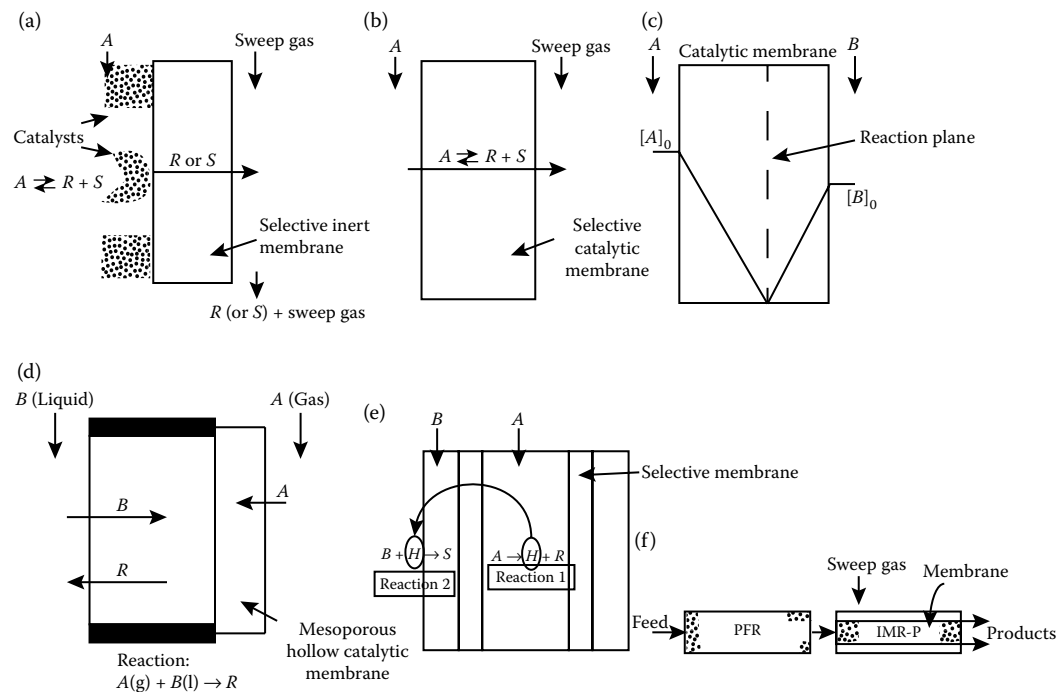 (a)
A
Sweep gas
Catalysts
A ⇄ R + S
R or S
Selective inert
membrane
R (or S) + sweep gas
(b)
A
Sweep gas
A ⇄ R + S
Selective
catalytic
membrane
(c)
A
Catalytic membrane
B
[A]₀
Reaction plane
[B]₀
(d)
B (Liquid)
A (Gas)
B
A
R
Mesoporous
hollow catalytic
membrane
Reaction:
A(g) + B(l) → R
(e)
B
A
Selective membrane
B + H → S
A → H + R
Reaction 2
Reaction 1
(f)
Sweep gas
Membrane
Feed
PFR
IMR-P
Products